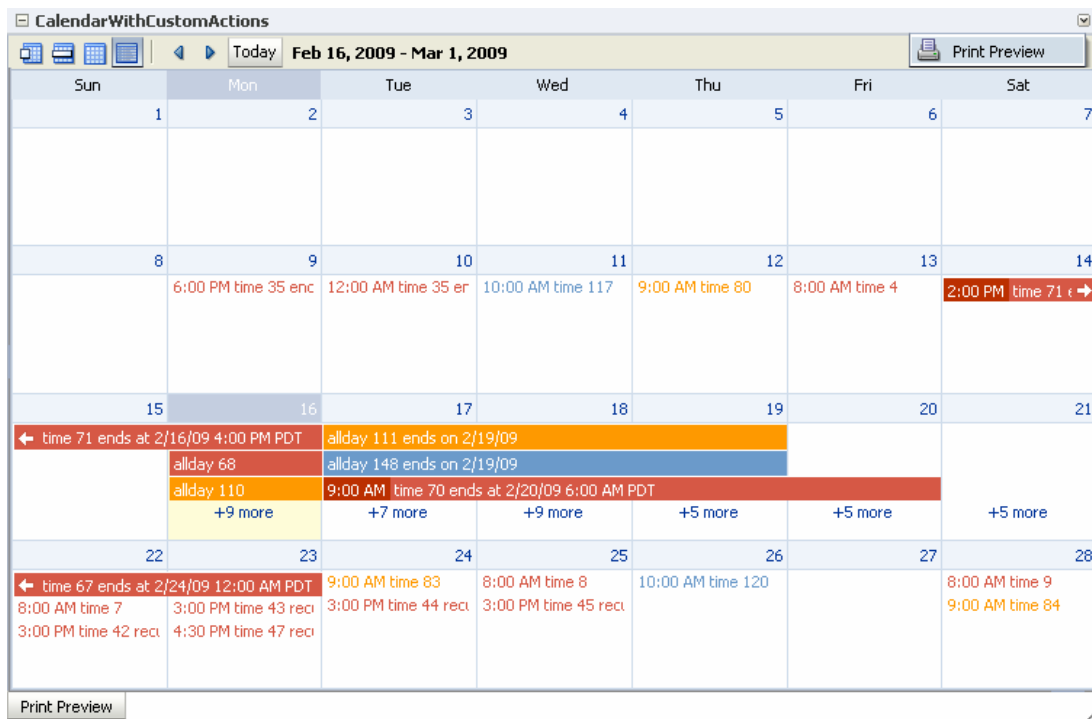 CalendarWithCustomActions
Today Feb 16, 2009 - Mar 1, 2009 Print Preview
Sun Mon Tue Wed Thu Fri Sat
1 2 3 4 5 6 7
8 9 10 11 12 13 14
6:00 PM time 35 enc 12:00 AM time 35 er 10:00 AM time 117 9:00 AM time 80 8:00 AM time 4 2:00 PM time 71 e
15 16 17 18 19 20 21
time 71 ends at 2/16/09 4:00 PM PDT allday 111 ends on 2/19/09
allday 68 allday 148 ends on 2/19/09
allday 110 9:00 AM time 70 ends at 2/20/09 6:00 AM PDT
+9 more +7 more +9 more +5 more +5 more +5 more
22 23 24 25 26 27 28
time 67 ends at 2/24/09 12:00 AM PDT 9:00 AM time 83 8:00 AM time 8 10:00 AM time 120 8:00 AM time 9
8:00 AM time 7 3:00 PM time 43 recu 3:00 PM time 44 recu 3:00 PM time 45 recu 9:00 AM time 84
3:00 PM time 42 recu 4:30 PM time 47 recu
Print Preview